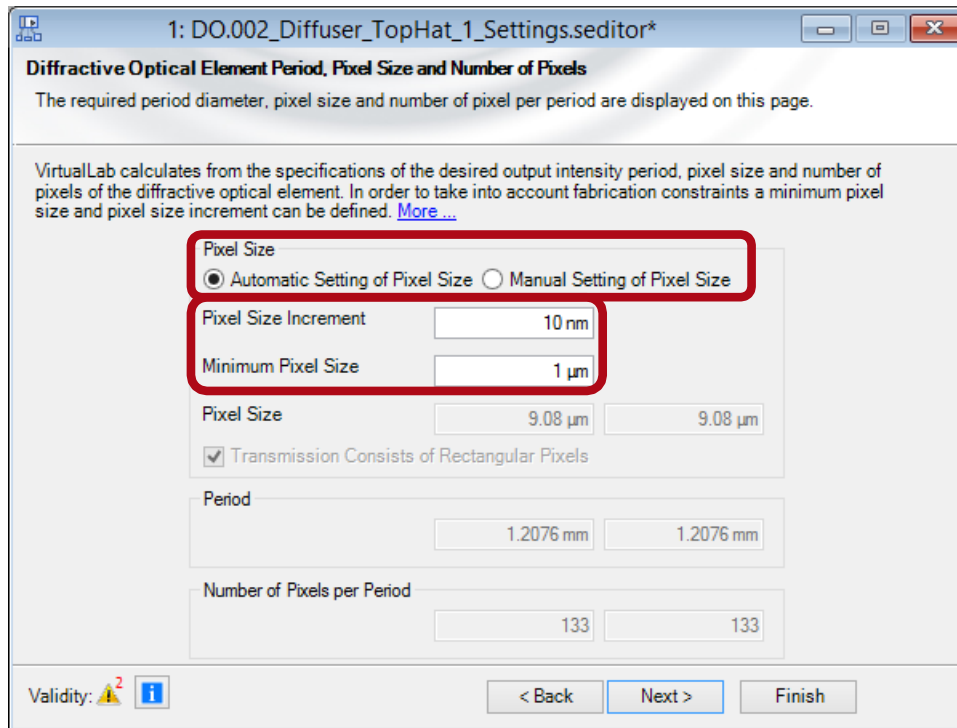 1: DO.002_Diffuser_TopHat_1_Settings.seditor*
Diffractive Optical Element Period, Pixel Size and Number of Pixels
The required period diameter, pixel size and number of pixel per period are displayed on this page.
VirtualLab calculates from the specifications of the desired output intensity period, pixel size and number of
pixels of the diffractive optical element. In order to take into account fabrication constraints a minimum pixel
size and pixel size increment can be defined. More ...
Pixel Size
Automatic Setting of Pixel Size Manual Setting of Pixel Size
Pixel Size Increment 10 nm
Minimum Pixel Size 1 µm
Pixel Size 9.08 µm 9.08 µm
Transmission Consists of Rectangular Pixels
Period
1.2076 mm 1.2076 mm
Number of Pixels per Period
133 133
Validity: 2 < Back Next > Finish